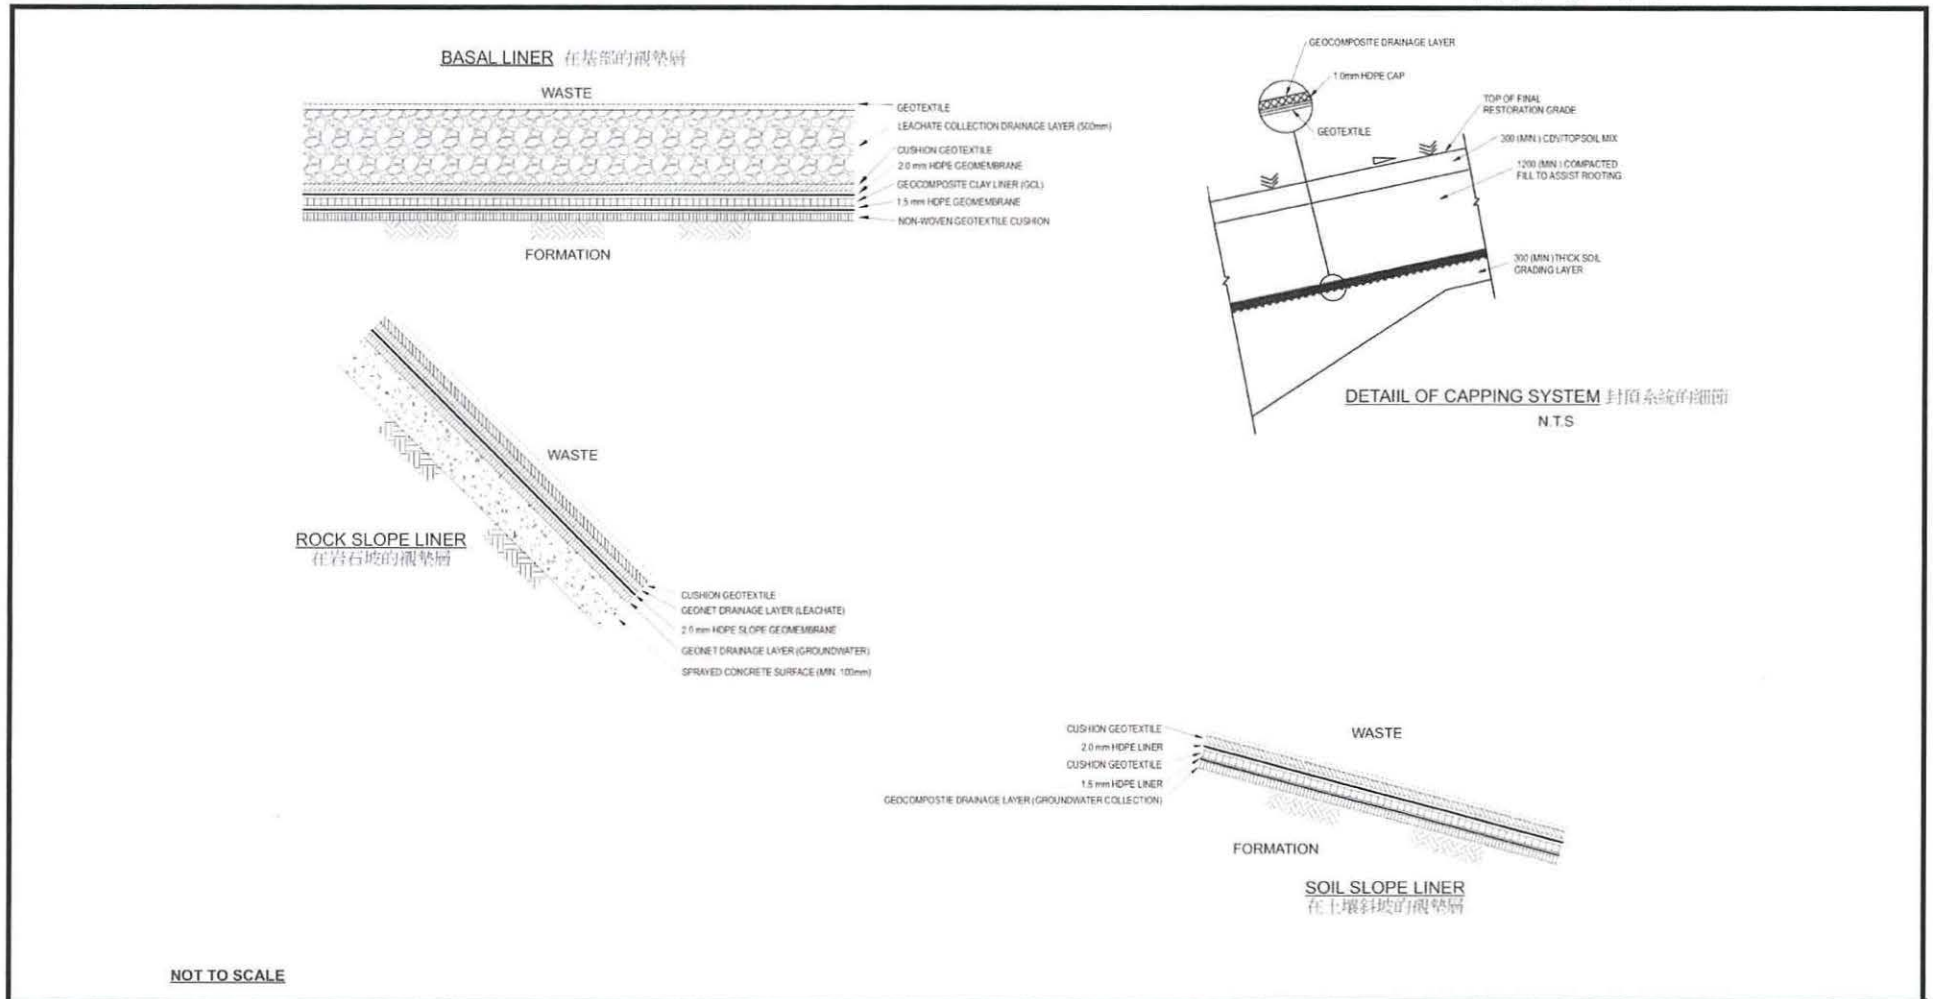 BASAL LINER 在基部的襯墊層
WASTE
GEOTEXTILE
LEACHATE COLLECTION DRAINAGE LAYER (500mm)
CUSHION GEOTEXTILE
2.0 mm HDPE GEOMEMBRANE
GEOCOMPOSITE CLAY LINER (GCL)
1.5 mm HDPE GEOMEMBRANE
NON-WOVEN GEOTEXTILE CUSHION
FORMATION
GEOCOMPOSITE DRAINAGE LAYER
1.0mm HDPE CAP
GEOTEXTILE
TOP OF FINAL
RESTORATION GRADE
300 (MIN.) CDV/TOPSOIL MIX
1200 (MIN.) COMPACTED
FILL TO ASSIST ROOTING
300 (MIN.) THICK SOIL
GRADING LAYER
DETAIIL OF CAPPING SYSTEM 封頂系統的細節
N.T.S
WASTE
ROCK SLOPE LINER
在岩石坡的襯墊層
CUSHION GEOTEXTILE
GEONET DRAINAGE LAYER (LEACHATE)
2.0 mm HDPE SLOPE GEOMEMBRANE
GEONET DRAINAGE LAYER (GROUNDWATER)
SPRAYED CONCRETE SURFACE (MIN. 100mm)
CUSHION GEOTEXTILE
2.0 mm HDPE LINER
CUSHION GEOTEXTILE
1.5 mm HDPE LINER
GEOCOMPOSTIE DRAINAGE LAYER (GROUNDWATER COLLECTION)
WASTE
FORMATION
SOIL SLOPE LINER
在土壤斜坡的襯墊層
NOT TO SCALE